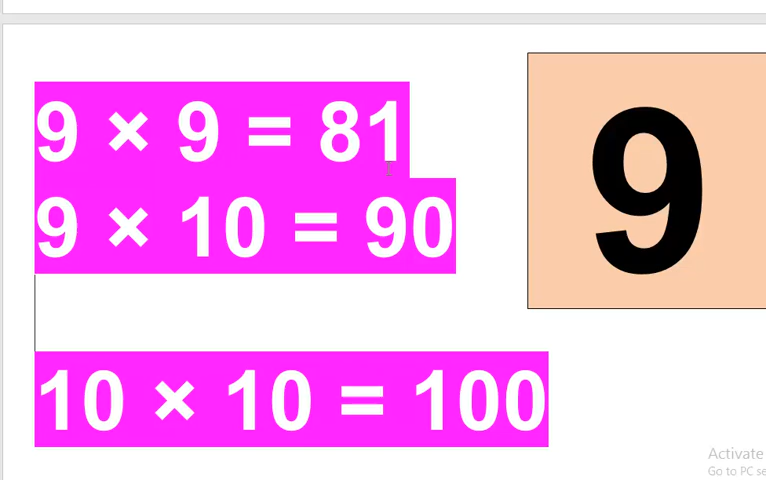 9 × 9 = 81
9 × 10 = 90
10 × 10 = 100
9
Activate
Go to PC se